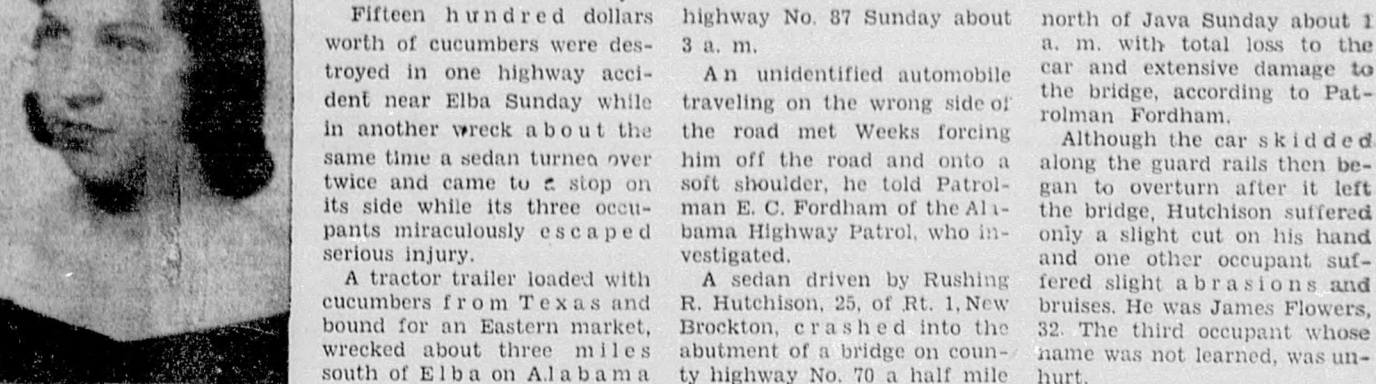 Fifteen hundred dollars
worth of cucumbers were des-
troyed in one highway acci-
dent near Elba Sunday while
in another wreck about the
same time a sedan turned over
twice and came to a stop on
its side while its three occu-
pants miraculously escaped
serious injury.
A tractor trailer loaded with
cucumbers from Texas and
bound for an Eastern market,
wrecked about three miles
south of Elba on Alabama
highway No. 87 Sunday about
3 a. m.
An unidentified automobile
traveling on the wrong side of
the road met Weeks forcing
him off the road and onto a
soft shoulder, he told Patrol-
man E. C. Fordham of the Ala-
bama Highway Patrol, who in-
vestigated.
A sedan driven by Rushing
R. Hutchison, 25, of Rt. 1, New
Brockton, crashed into the
abutment of a bridge on coun-
ty highway No. 70 a half mile
north of Java Sunday about 1
a. m. with total loss to the
car and extensive damage to
the bridge, according to Pat-
rolman Fordham.
Although the car skidded
along the guard rails then be-
gan to overturn after it left
the bridge, Hutchison suffered
only a slight cut on his hand
and one other occupant suf-
fered slight abrasions and
bruises. He was James Flowers,
32. The third occupant whose
name was not learned, was un-
hurt.